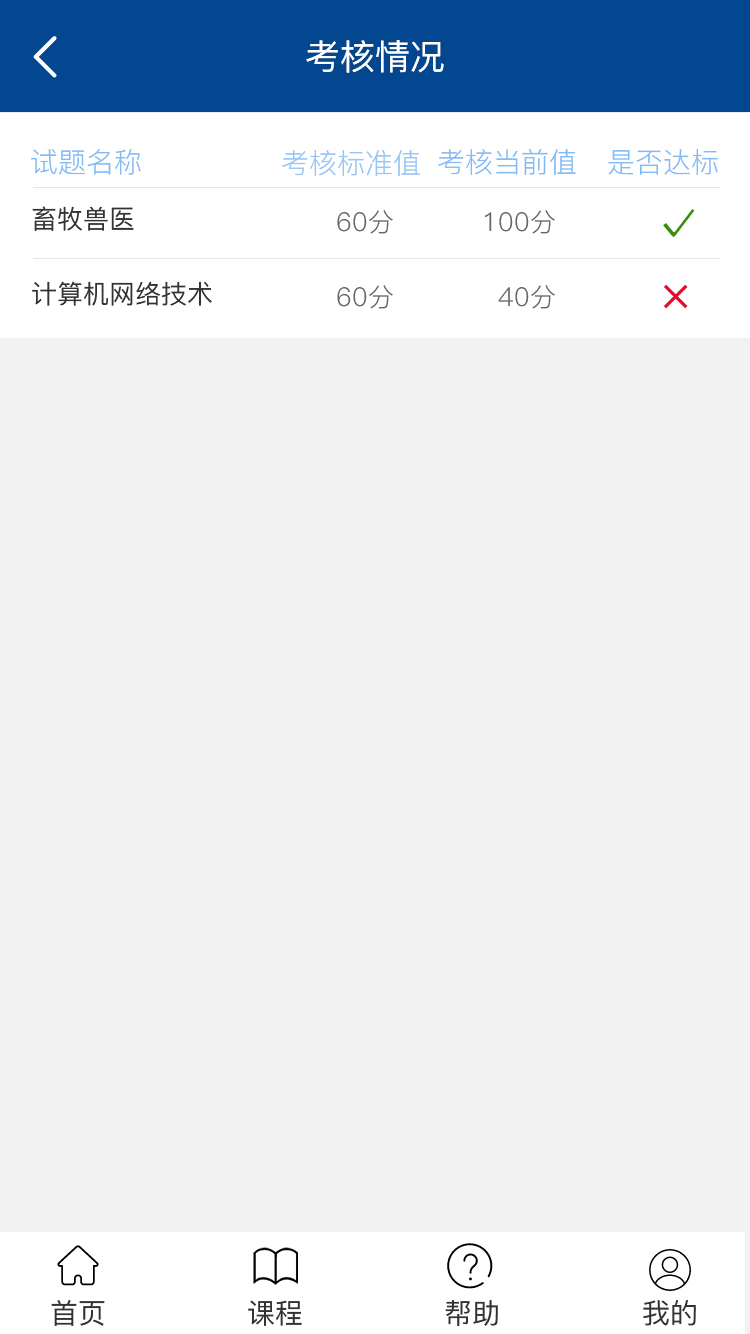 考核情况
试题名称 考核标准值 考核当前值 是否达标
畜牧兽医 60分 100分
计算机网络技术 60分 40分
首页 课程 帮助 我的